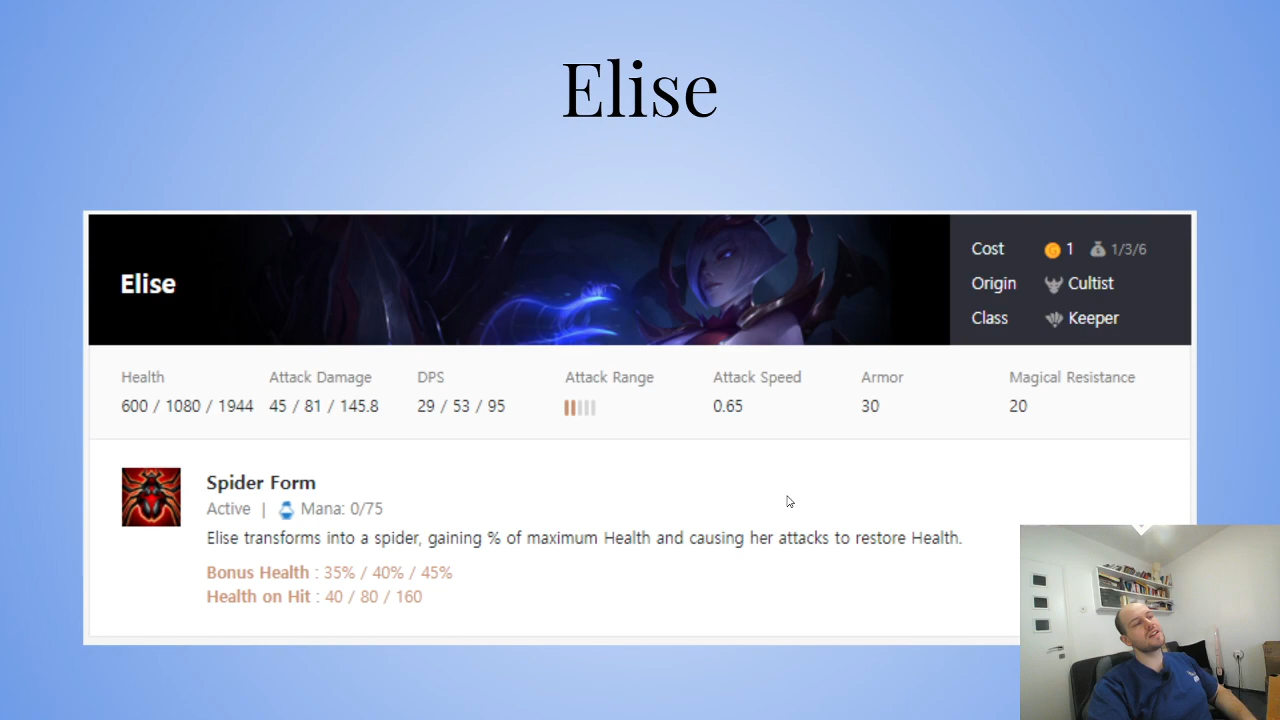 Elise
Elise
Cost 1 1/3/6
Origin Cultist
Class Keeper
Health Attack Damage DPS Attack Range Attack Speed Armor Magical Resistance
600 / 1080 / 1944 45 / 81 / 145.8 29 / 53 / 95 0.65 30 20
Spider Form
Active | Mana: 0/75
Elise transforms into a spider, gaining % of maximum Health and causing her attacks to restore Health.
Bonus Health : 35% / 40% / 45%
Health on Hit : 40 / 80 / 160